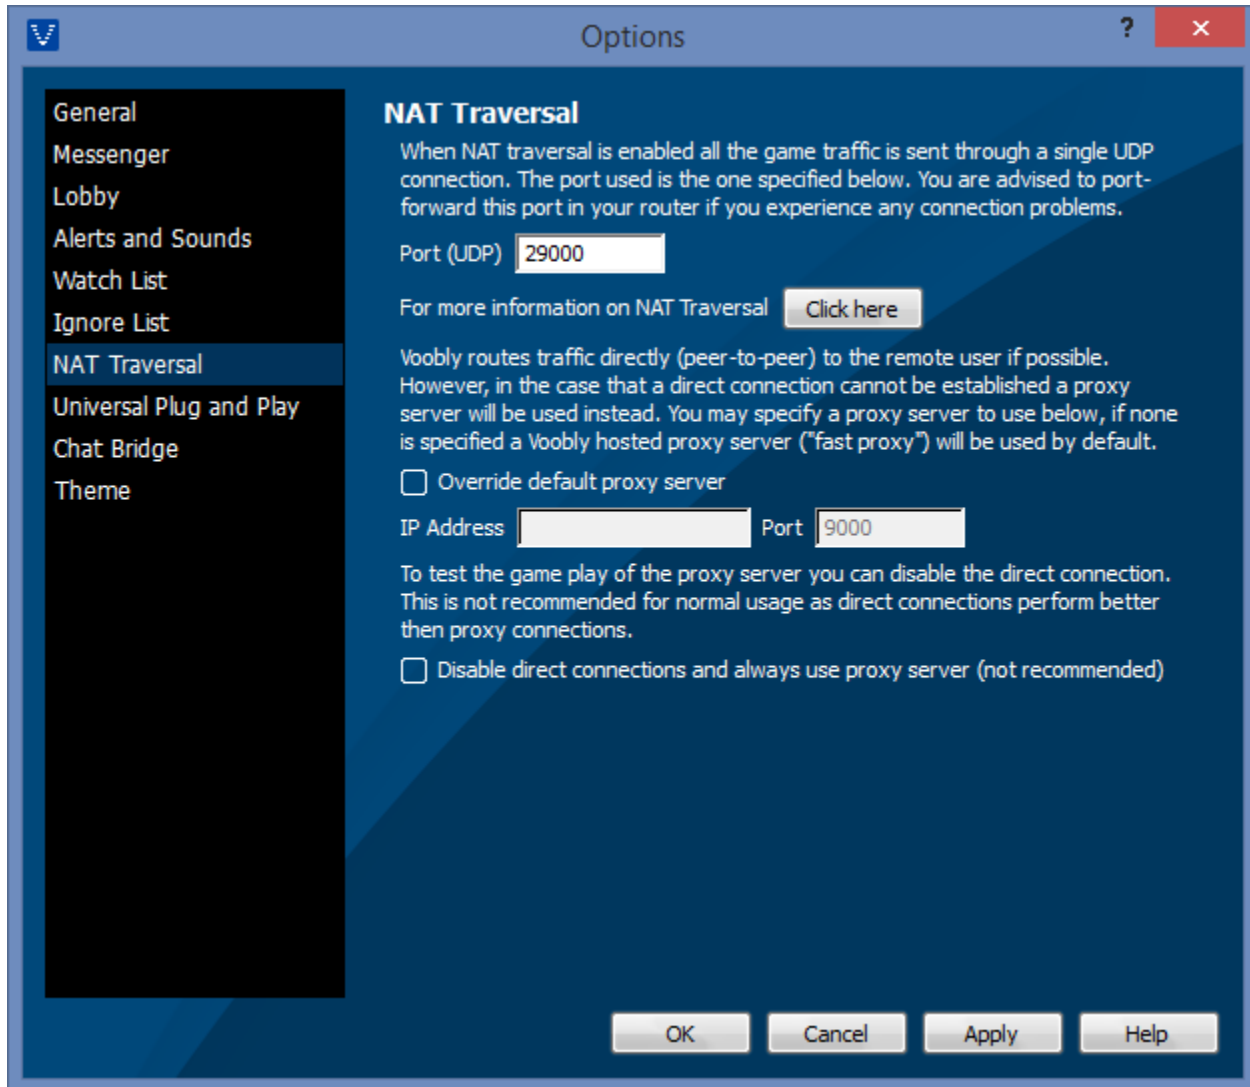 Options
?
General
Messenger
Lobby
Alerts and Sounds
Watch List
Ignore List
NAT Traversal
Universal Plug and Play
Chat Bridge
Theme
NAT Traversal
When NAT traversal is enabled all the game traffic is sent through a single UDP
connection. The port used is the one specified below. You are advised to port-
forward this port in your router if you experience any connection problems.
Port (UDP) 29000
For more information on NAT Traversal Click here
Voobly routes traffic directly (peer-to-peer) to the remote user if possible.
However, in the case that a direct connection cannot be established a proxy
server will be used instead. You may specify a proxy server to use below, if none
is specified a Voobly hosted proxy server ("fast proxy") will be used by default.
Override default proxy server
IP Address Port 9000
To test the game play of the proxy server you can disable the direct connection.
This is not recommended for normal usage as direct connections perform better
then proxy connections.
Disable direct connections and always use proxy server (not recommended)
OK Cancel Apply Help